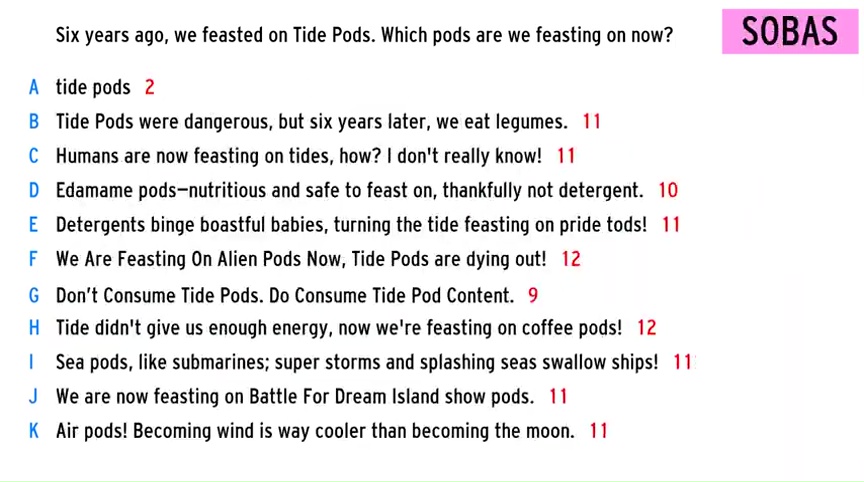 Six years ago, we feasted on Tide Pods. Which pods are we feasting on now?
SOBAS
A tide pods 2
B Tide Pods were dangerous, but six years later, we eat legumes. 11
C Humans are now feasting on tides, how? I don't really know! 11
D Edamame pods—nutritious and safe to feast on, thankfully not detergent. 10
E Detergents binge boastful babies, turning the tide feasting on pride tods! 11
F We Are Feasting On Alien Pods Now, Tide Pods are dying out! 12
G Don't Consume Tide Pods. Do Consume Tide Pod Content. 9
H Tide didn't give us enough energy, now we're feasting on coffee pods! 12
I Sea pods, like submarines; super storms and splashing seas swallow ships! 11
J We are now feasting on Battle For Dream Island show pods. 11
K Air pods! Becoming wind is way cooler than becoming the moon. 11